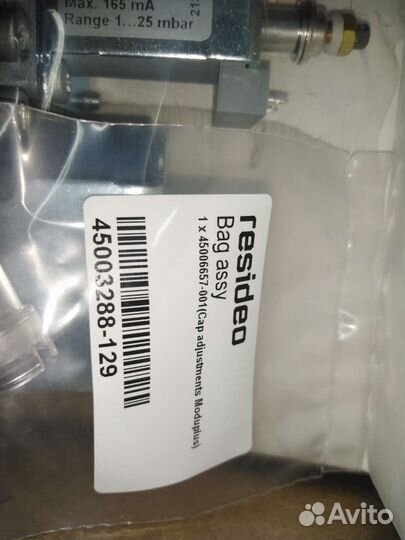 Max. 165 mA
Range 1...25 mbar
resideo
Bag assy
1 x 45006657-001(Cap adjustments Moduplus)
45003288-129
Avito